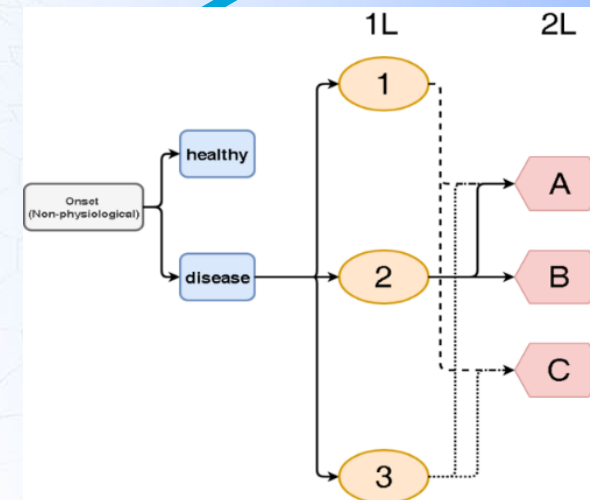 1L
2L
1
healthy
A
Onset
(Non-physiological)
disease
2
B
C
3